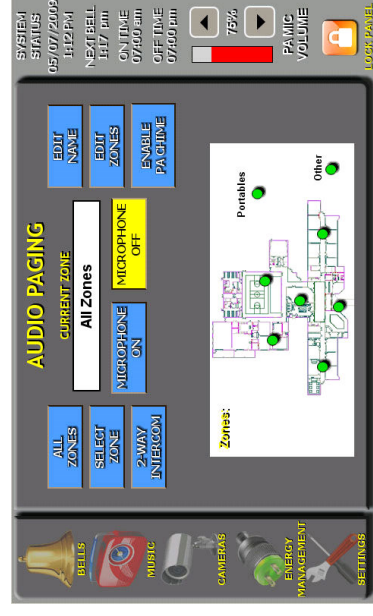 BELLS
MUSIC
CAMERAS
ENERGY
MANAGEMENT
SETTINGS
AUDIO PAGING
CURRENT ZONE
All Zones
ALL
ZONES
SELECT
ZONE
2-WAY
INTERCOM
MICROPHONE
ON
MICROPHONE
OFF
EDIT
NAME
EDIT
ZONES
ENABLE
PA CHIME
Zones:
Portables
Other
SYSTEM
STATUS
05/07/2009
1:12 PM
NEXT BELL
1:17 pm
ON TIME
07:00 am
OFF TIME
07:00 pm
75%
PA MIC
VOLUME
LOCK PANEL